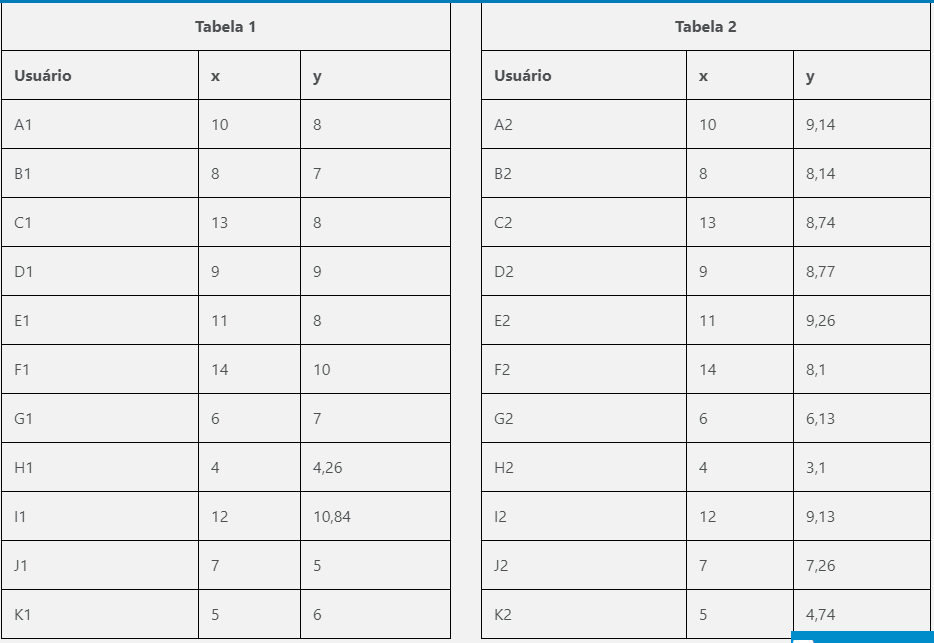 Tabela 1
Usuário x y
A1 10 8
B1 8 7
C1 13 8
D1 9 9
E1 11 8
F1 14 10
G1 6 7
H1 4 4,26
I1 12 10,84
J1 7 5
K1 5 6
Tabela 2
Usuário x y
A2 10 9,14
B2 8 8,14
C2 13 8,74
D2 9 8,77
E2 11 9,26
F2 14 8,1
G2 6 6,13
H2 4 3,1
I2 12 9,13
J2 7 7,26
K2 5 4,74